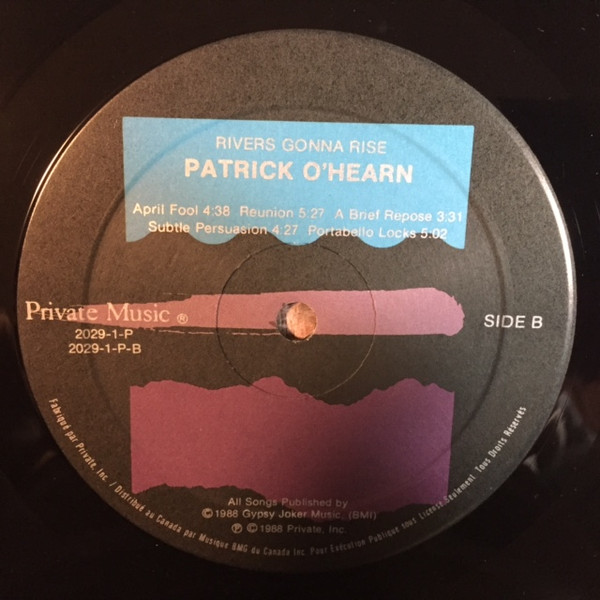 RIVERS GONNA RISE
PATRICK O'HEARN
April Fool 4:38 Reunion 5:27 A Brief Repose 3:31
Subtle Persuasion 4:27 Portabello Locks 5:02
Private Music ®
2029-1-P
2029-1-P-B
SIDE B
All Songs Published by
© 1988 Gypsy Joker Music, (BMI)
℗ © 1988 Private, Inc.
Fabriqué par Private, Inc. / Distribué au Canada par Musique BMG du Canada Inc. Pour Exécution Publique sous License Seulement Tous Droits Réservés